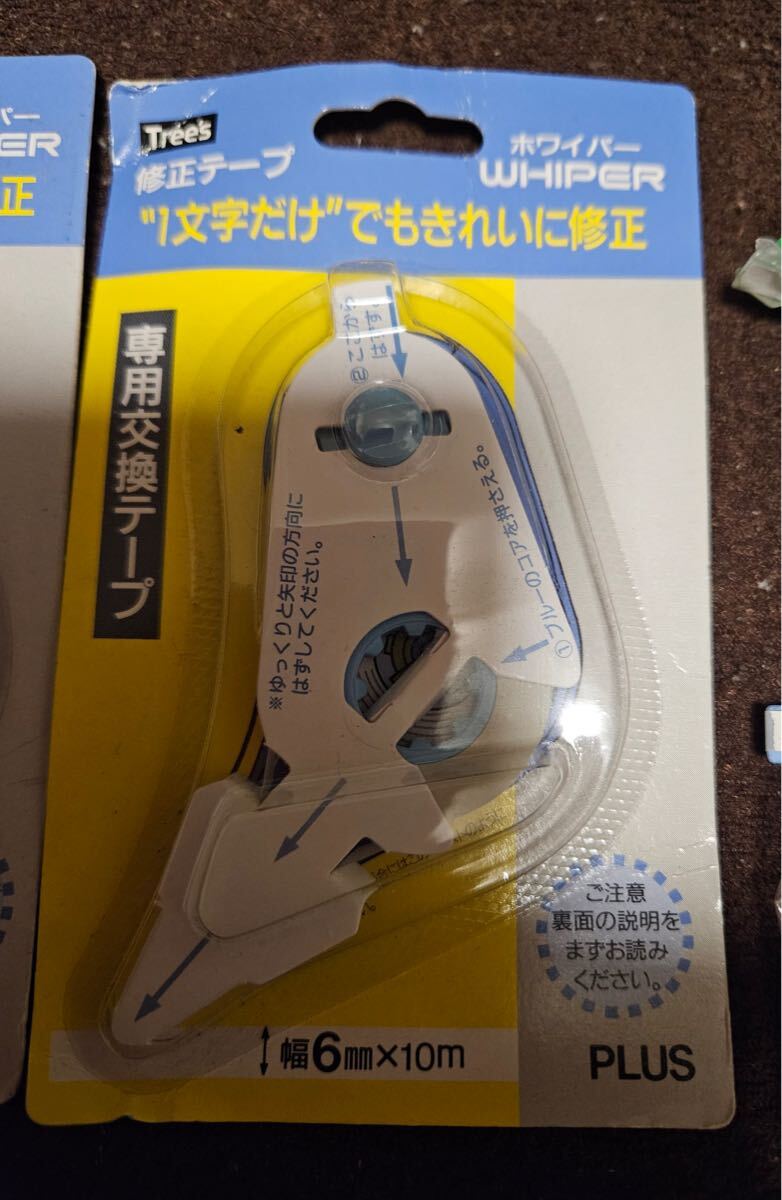 バー
ER
正
Tree's
修正テープ
ホワイパー
WHIPER
"1文字だけ"でもきれいに修正
専用交換テープ
②ここから
はずす。
①ブルーのコアを押さえる。
※ゆっくりと矢印の方向に
はずしてください。
ご注意
裏面の説明を
まずお読み
ください。
幅6mm×10m
PLUS